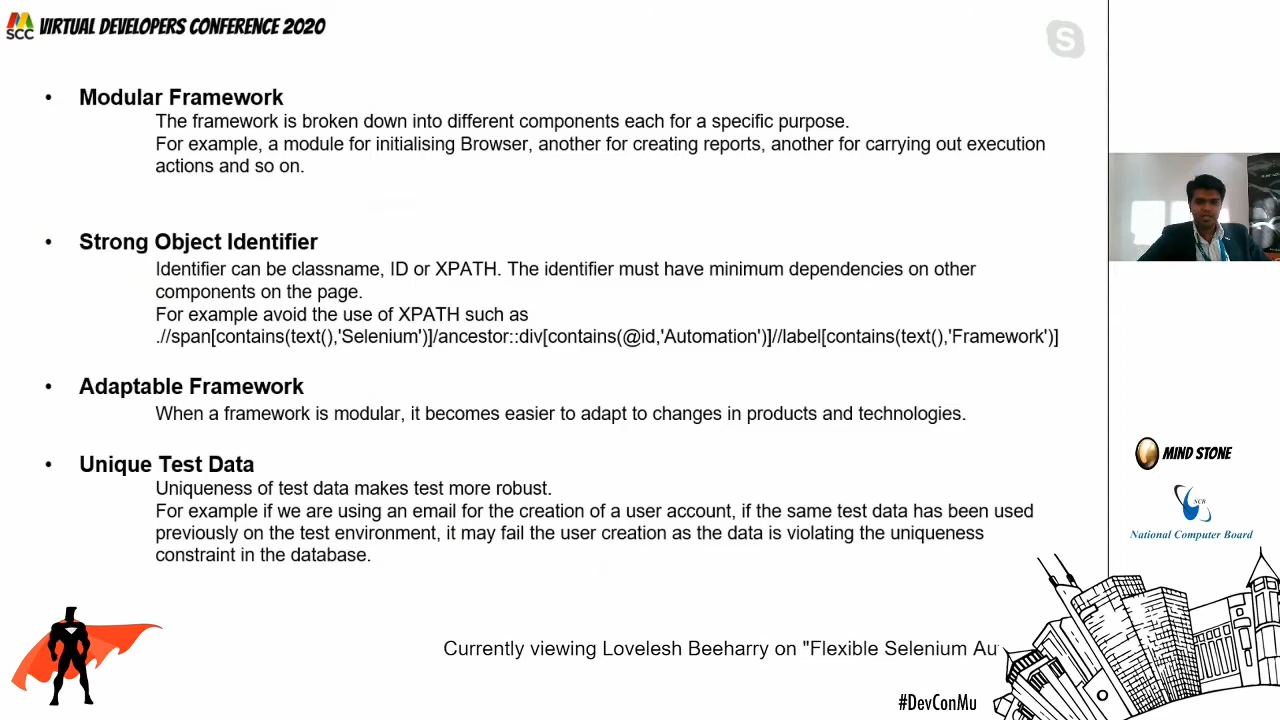 SCC VIRTUAL DEVELOPERS CONFERENCE 2020
S
• Modular Framework
The framework is broken down into different components each for a specific purpose.
For example, a module for initialising Browser, another for creating reports, another for carrying out execution
actions and so on.
• Strong Object Identifier
Identifier can be classname, ID or XPATH. The identifier must have minimum dependencies on other
components on the page.
For example avoid the use of XPATH such as
.//span[contains(text(),'Selenium')]/ancestor::div[contains(@id,'Automation')]//label[contains(text(),'Framework')]
• Adaptable Framework
When a framework is modular, it becomes easier to adapt to changes in products and technologies.
• Unique Test Data
Uniqueness of test data makes test more robust.
For example if we are using an email for the creation of a user account, if the same test data has been used
previously on the test environment, it may fail the user creation as the data is violating the uniqueness
constraint in the database.
MIND STONE
NCB
National Computer Board
Currently viewing Lovelesh Beeharry on "Flexible Selenium Au
#DevConMu